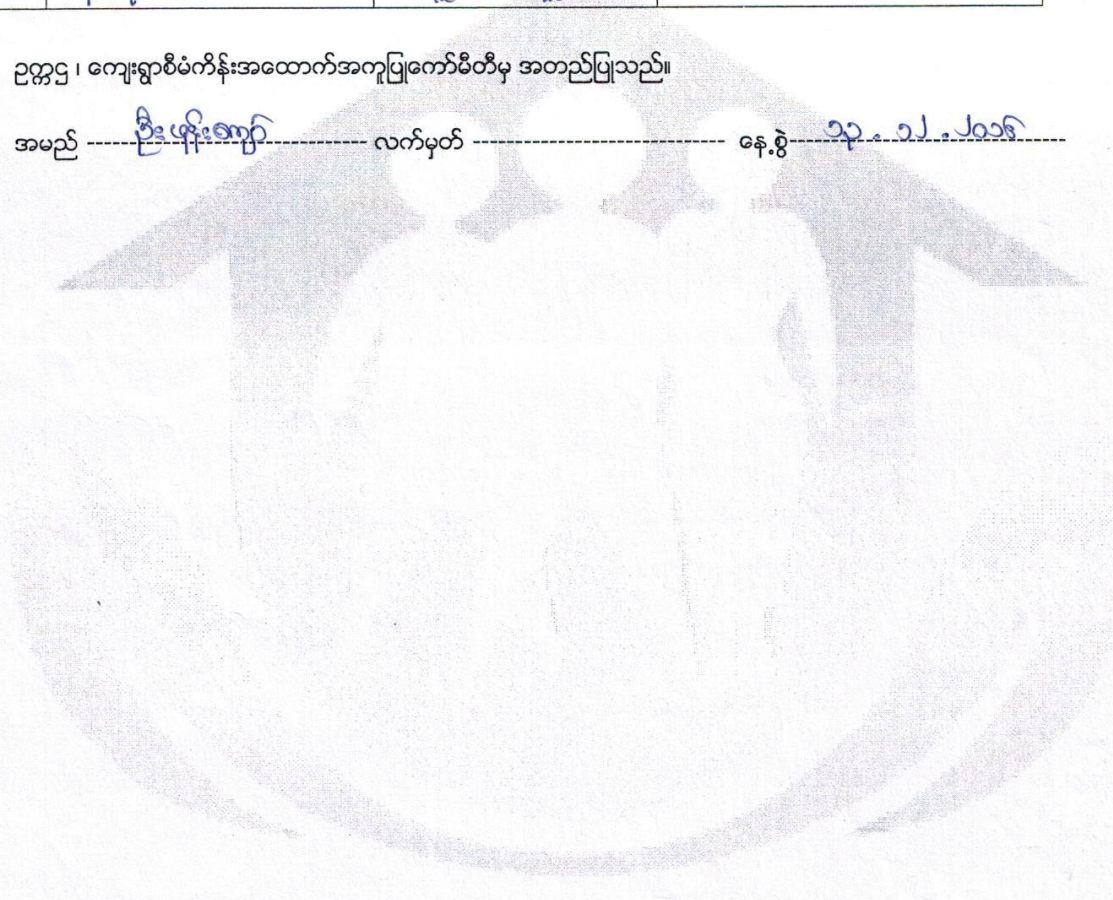 ဥက္ကဌ ၊ ကျေးရွာစီမံကိန်းအထောက်အကူပြုကော်မီတီမှ အတည်ပြုသည်။
အမည် ဦးဟန်းကျော် လက်မှတ် နေ့စွဲ ၁၃.၁၂.၂၀၁၆